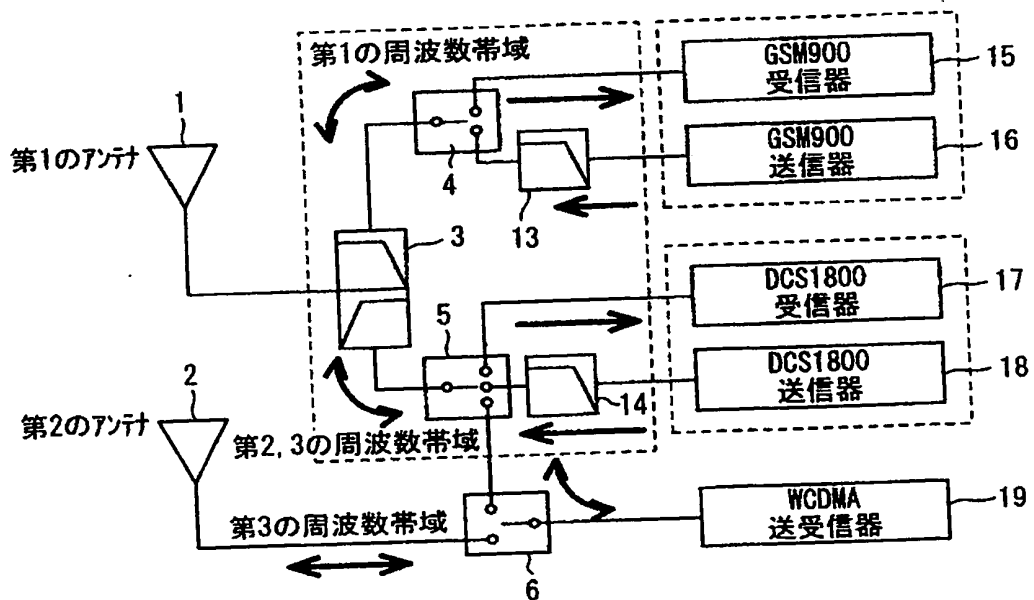 第1の周波数帯域
GSM900
受信器
15
1
第1のアンテナ
4
GSM900
送信器
16
13
3
DCS1800
受信器
17
5
2
第2のアンテナ
DCS1800
送信器
18
14
第2,3の周波数帯域
第3の周波数帯域
WCDMA
送受信器
19
6